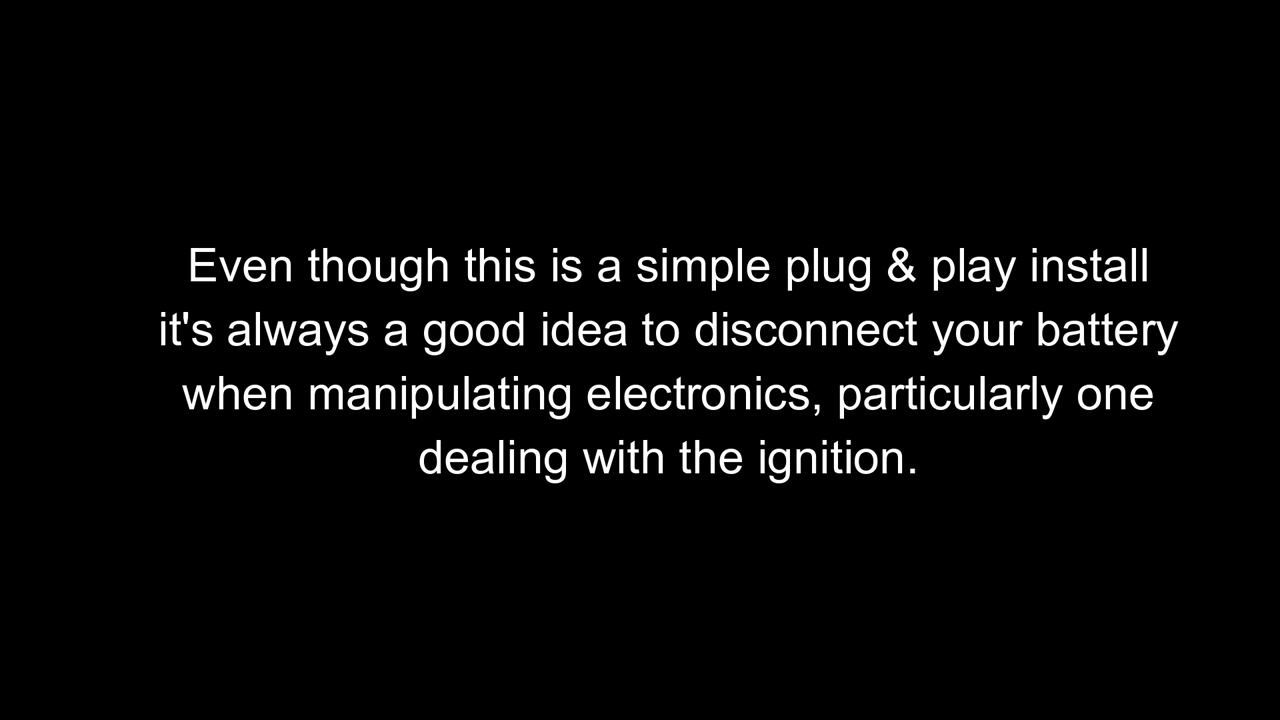 Even though this is a simple plug & play install
it's always a good idea to disconnect your battery
when manipulating electronics, particularly one
dealing with the ignition.